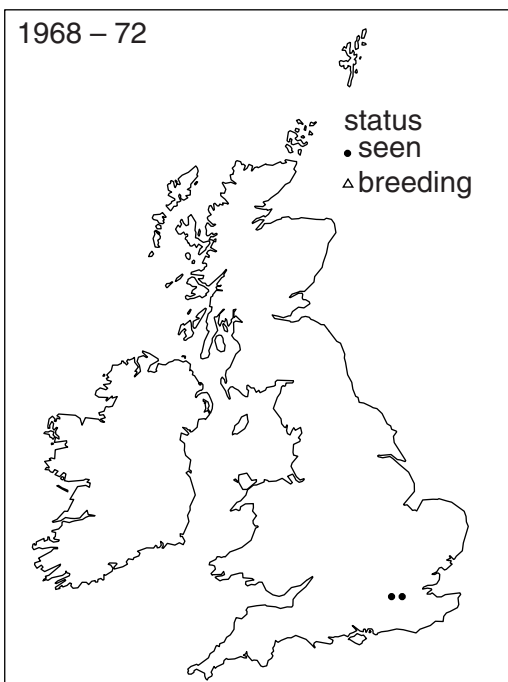 1968 – 72
status
seen
breeding